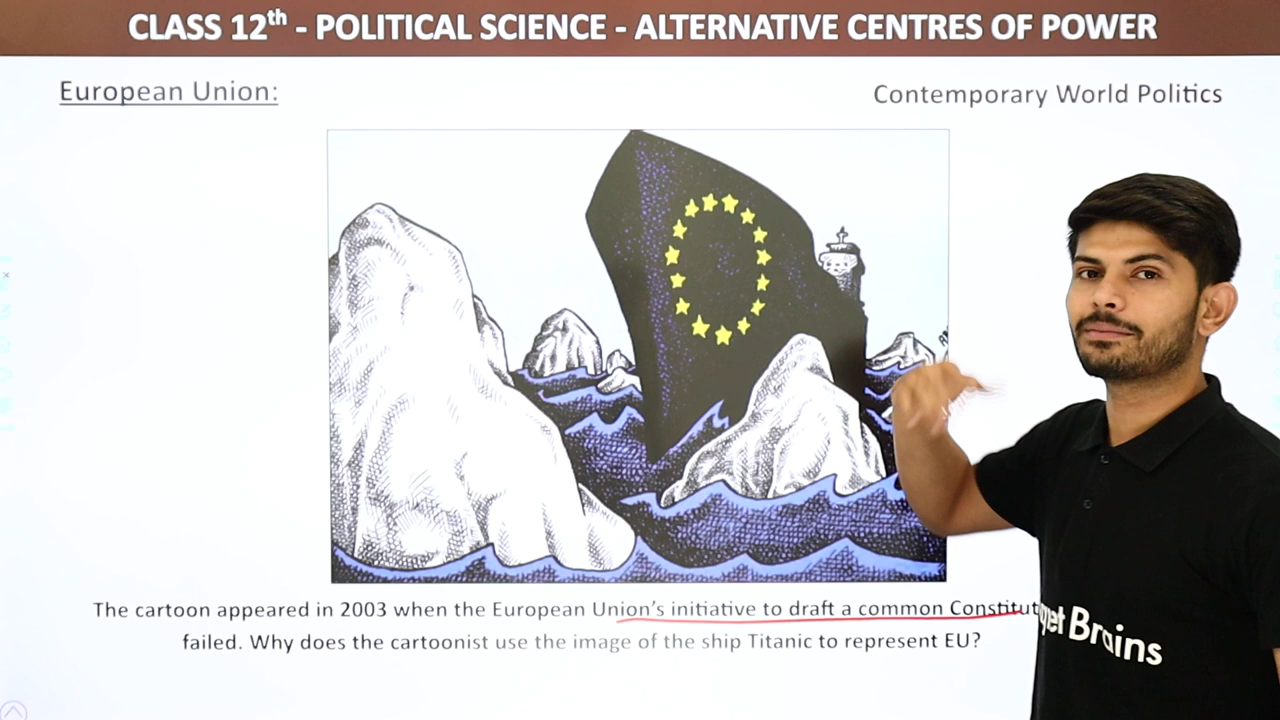 CLASS 12th - POLITICAL SCIENCE - ALTERNATIVE CENTRES OF POWER
European Union:
Contemporary World Politics
The cartoon appeared in 2003 when the European Union's initiative to draft a common
failed. Why does the cartoonist use the image of the ship Titanic to represent EU?
Brains